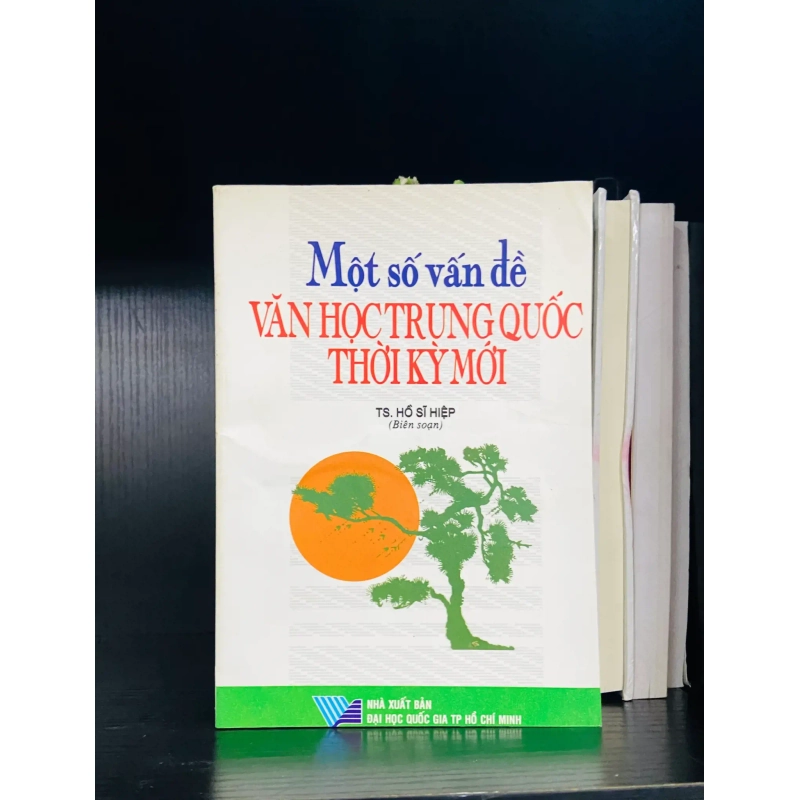 Một số vấn đề
VĂN HỌC TRUNG QUỐC
THỜI KỲ MỚI
TS. HỒ SĨ HIỆP
(Biên soạn)
NHÀ XUẤT BẢN
ĐẠI HỌC QUỐC GIA TP HỒ CHÍ MINH